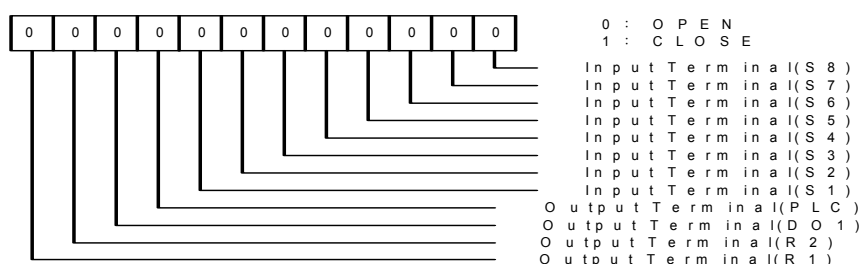 0 0 0 0 0 0 0 0 0 0 0 0
0 : OPEN
1 : CLOSE
Input Terminal(S8)
Input Terminal(S7)
Input Terminal(S6)
Input Terminal(S5)
Input Terminal(S4)
Input Terminal(S3)
Input Terminal(S2)
Input Terminal(S1)
Output Terminal(PLC)
Output Terminal(DO1)
Output Terminal(R2)
Output Terminal(R1)